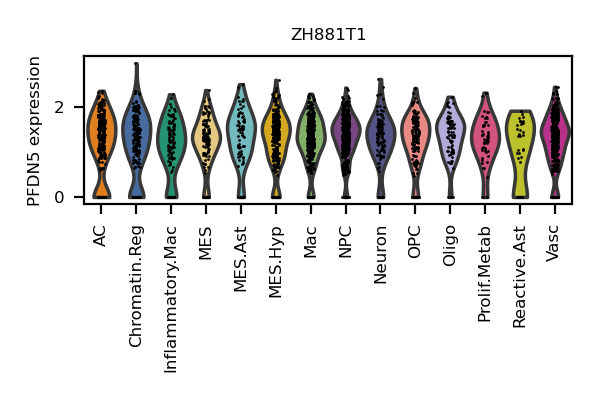 ZH881T1
PFDN5 expression
2
0
AC
Chromatin.Reg
Inflammatory.Mac
MES
MES.Ast
MES.Hyp
Mac
NPC
Neuron
OPC
Oligo
Prolif.Metab
Reactive.Ast
Vasc